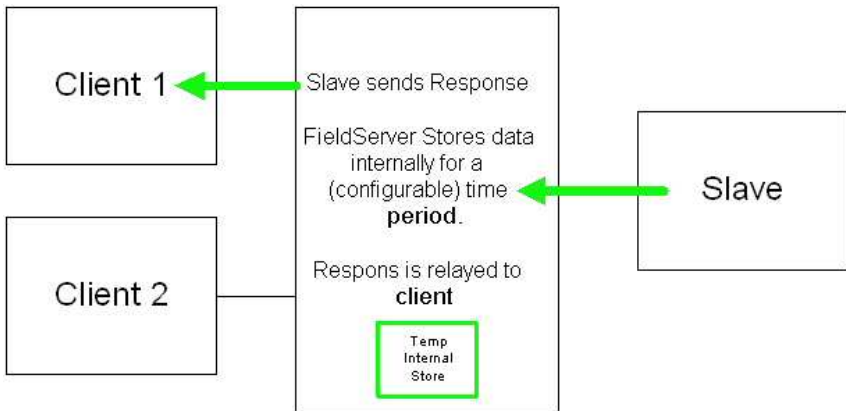 Client 1
Slave sends Response
FieldServer Stores data
internally for a
(configurable) time
period.
Slave
Client 2
Respons is relayed to
client
Temp
Internal
Store